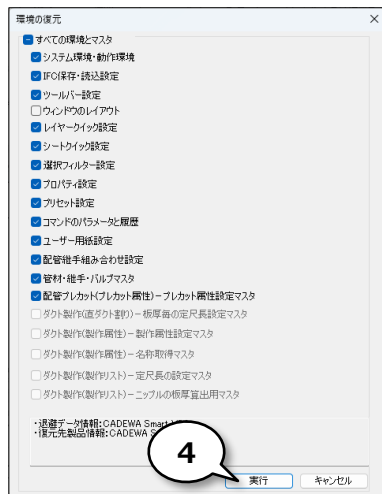 環境の復元
すべての環境とマスタ
システム環境・動作環境
IFC保存・読込設定
ツールバー設定
ウィンドウのレイアウト
レイヤークイック設定
シートクイック設定
選択フィルター設定
プロパティ設定
プリセット設定
コマンドのパラメータと履歴
ユーザー用紙設定
配管継手組み合わせ設定
管材・継手・バルブマスタ
配管プレカット(プレカット属性)－プレカット属性設定マスタ
ダクト製作(直ダクト割り)－板厚毎の定尺長設定マスタ
ダクト製作(製作属性)－製作属性設定マスタ
ダクト製作(製作属性)－名称取得マスタ
ダクト製作(製作リスト)－定尺長の設定マスタ
ダクト製作(製作リスト)－ニップルの板厚算出用マスタ
・退避データ情報:CADEWA Smart
・復元先製品情報:CADEWA
4
実行
キャンセル